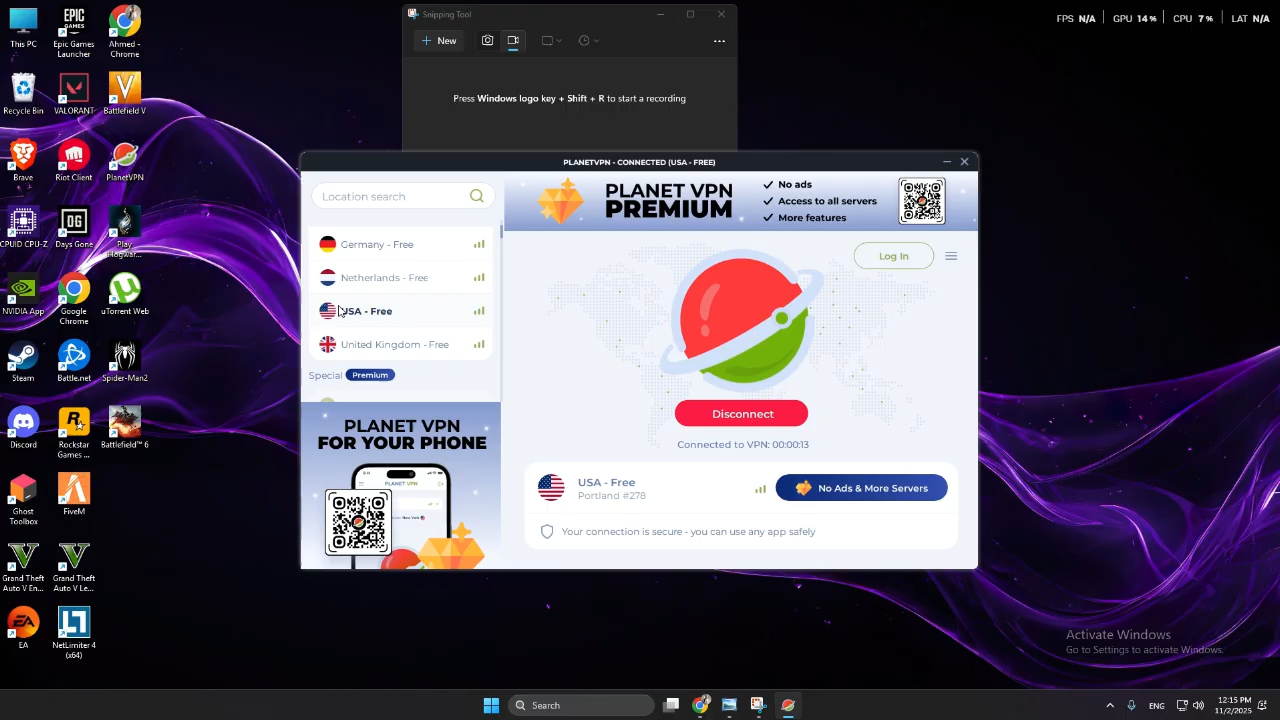 This PC
Epic Games
Launcher
Ahmed -
Chrome
Recycle Bin
VALORANT
Battlefield V
Brave
Riot Client
PlanetVPN
CPUID CPU-Z
Days Gone
Play
Hogwar...
NVIDIA App
Google
Chrome
uTorrent Web
Steam
Battle.net
Spider-Man2
Discord
Rockstar
Games ...
Battlefield™ 6
Ghost
Toolbox
FiveM
Grand Theft
Auto V En...
Grand Theft
Auto V Le...
EA
NetLimiter 4
(x64)
Snipping Tool
New
Press Windows logo key + Shift + R to start a recording
FPS N/A GPU 14% CPU 7% LAT N/A
PLANETVPN - CONNECTED (USA - FREE)
Location search
Germany - Free
Netherlands - Free
USA - Free
United Kingdom - Free
Special Premium
PLANET VPN
FOR YOUR PHONE
PLANET VPN
PLANET VPN
PREMIUM
No ads
Access to all servers
More features
Log In
Disconnect
Connected to VPN: 00:00:13
USA - Free
Portland #278
No Ads & More Servers
Your connection is secure - you can use any app safely
Activate Windows
Go to Settings to activate Windows.
Search
ENG
12:15 PM
11/2/2025